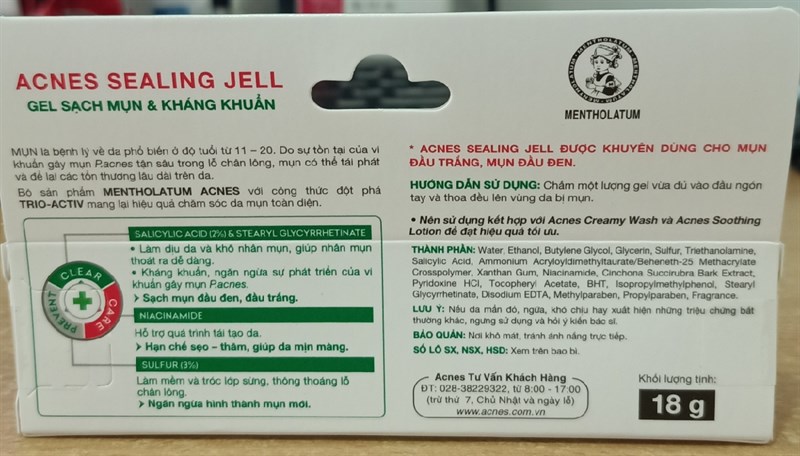 ACNES SEALING JELL
GEL SẠCH MỤN & KHÁNG KHUẨN
MỤN là bệnh lý về da phổ biến ở độ tuổi từ 11 – 20. Do sự tồn tại của vi
khuẩn gây mụn P.acnes tận sâu trong lỗ chân lông, mụn có thể tái phát
và để lại các tổn thương lâu dài trên da.
Bộ sản phẩm MENTHOLATUM ACNES với công thức đột phá
TRIO-ACTIV mang lại hiệu quả chăm sóc da mụn toàn diện.
CLEAR
CARE
PREVENT
SALICYLIC ACID (2%) & STEARYL GLYCYRRHETINATE
• Làm dịu da và khô nhân mụn, giúp nhân mụn
thoát ra dễ dàng.
• Kháng khuẩn, ngăn ngừa sự phát triển của vi
khuẩn gây mụn P.acnes.
➤ Sạch mụn đầu đen, đầu trắng.
NIACINAMIDE
Hỗ trợ quá trình tái tạo da.
➤ Hạn chế sẹo – thâm, giúp da mịn màng.
SULFUR (3%)
Làm mềm và tróc lớp sừng, thông thoáng lỗ
chân lông.
➤ Ngăn ngừa hình thành mụn mới.
MENTHOLATUM
* ACNES SEALING JELL ĐƯỢC KHUYÊN DÙNG CHO MỤN
ĐẦU TRẮNG, MỤN ĐẦU ĐEN.
HƯỚNG DẪN SỬ DỤNG: Chấm một lượng gel vừa đủ vào đầu ngón
tay và thoa đều lên vùng da bị mụn.
• Nên sử dụng kết hợp với Acnes Creamy Wash và Acnes Soothing
Lotion để đạt hiệu quả tối ưu.
THÀNH PHẦN: Water, Ethanol, Butylene Glycol, Glycerin, Sulfur, Triethanolamine,
Salicylic Acid, Ammonium Acryloyldimethyltaurate/Beheneth-25 Methacrylate
Crosspolymer, Xanthan Gum, Niacinamide, Cinchona Succirubra Bark Extract,
Pyridoxine HCl, Tocopheryl Acetate, BHT, Isopropylmethylphenol, Stearyl
Glycyrrhetinate, Disodium EDTA, Methylparaben, Propylparaben, Fragrance.
LƯU Ý: Nếu da mẩn đỏ, ngứa, khó chịu hay xuất hiện những triệu chứng bất
thường khác, ngưng sử dụng và hỏi ý kiến bác sĩ.
BẢO QUẢN: Nơi khô mát, tránh ánh nắng trực tiếp.
SỐ LÔ SX, NSX, HSD: Xem trên bao bì.
Acnes Tư Vấn Khách Hàng
ĐT: 028-38229322, từ 8:00 - 17:00
(trừ thứ 7, Chủ Nhật và ngày lễ)
www.acnes.com.vn
Khối lượng tịnh:
18 g